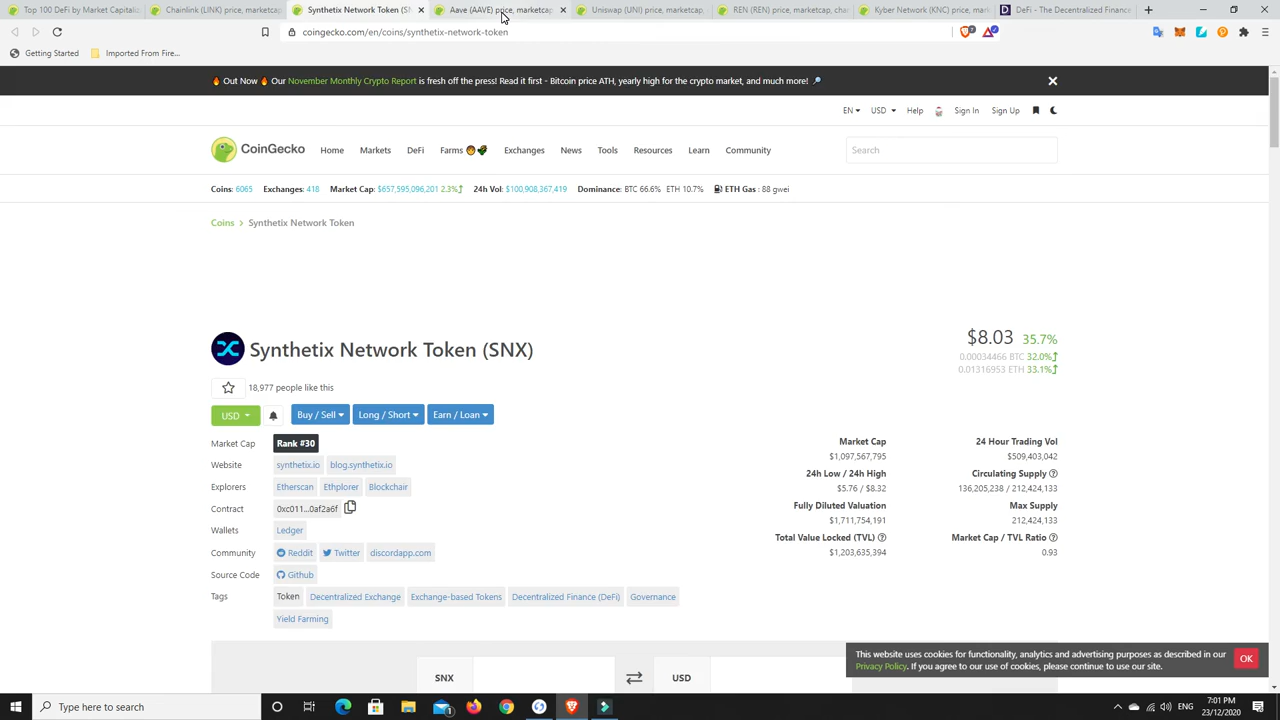 Top 100 DeFi by Market Capitali
Chainlink (LINK) price, marketcap
Synthetix Network Token (SN
Aave (AAVE) price, marketcap
Uniswap (UNI) price, marketcap,
REN (REN) price, marketcap, char
Kyber Network (KNC) price, mark
DeFi - The Decentralized Finance
coingecko.com/en/coins/synthetix-network-token
Getting Started
Imported From Fire...
Out Now Our November Monthly Crypto Report is fresh off the press! Read it first - Bitcoin price ATH, yearly high for the crypto market, and much more!
EN USD Help Sign In Sign Up
CoinGecko Home Markets DeFi Farms Exchanges News Tools Resources Learn Community Search
Coins: 6065 Exchanges: 418 Market Cap: $657,595,096,201 2.3% 24h Vol: $100,908,367,419 Dominance: BTC 66.6% ETH 10.7% ETH Gas : 88 gwei
Coins > Synthetix Network Token
Synthetix Network Token (SNX)
$8.03 35.7%
0.00034466 BTC 32.0%
0.01316953 ETH 33.1%
18,977 people like this
USD Buy / Sell Long / Short Earn / Loan
Market Cap Rank #30
Website synthetix.io blog.synthetix.io
Explorers Etherscan Ethplorer Blockchair
Contract 0xc011...0af2a6f
Wallets Ledger
Community Reddit Twitter discordapp.com
Source Code Github
Tags Token Decentralized Exchange Exchange-based Tokens Decentralized Finance (DeFi) Governance
Yield Farming
Market Cap
$1,097,567,795
24 Hour Trading Vol
$509,403,042
24h Low / 24h High
$5.76 / $8.32
Circulating Supply
136,205,238 / 212,424,133
Fully Diluted Valuation
$1,711,754,191
Max Supply
212,424,133
Total Value Locked (TVL)
$1,203,635,394
Market Cap / TVL Ratio
0.93
SNX
USD
This website uses cookies for functionality, analytics and advertising purposes as described in our
Privacy Policy. If you agree to our use of cookies, please continue to use our site.
OK
Type here to search
ENG
7:01 PM
23/12/2020